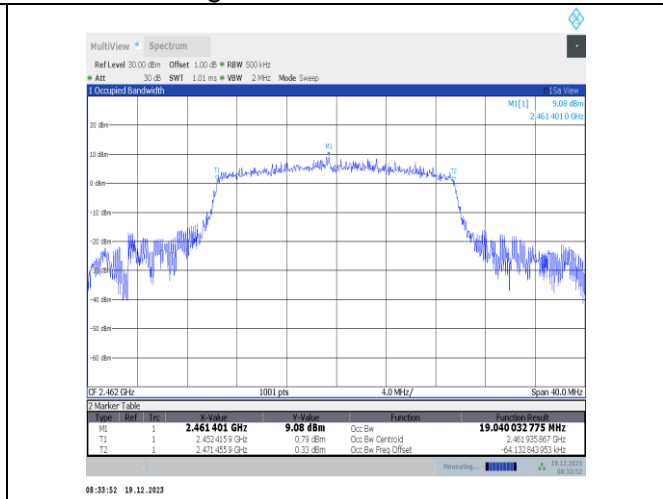 MultiView Spectrum
Ref Level 30.00 dBm Offset 1.00 dB RBW 500 kHz
Att 30 dB SWT 1.01 ms VBW 2 MHz Mode Sweep
1 Occupied Bandwidth 1Sa View
M1[1] 9.08 dBm
2.461 4010 GHz
20 dBm
M1
10 dBm
T1 T2
0 dBm
-10 dBm
-20 dBm
-30 dBm
-40 dBm
-50 dBm
-60 dBm
CF 2.462 GHz 1001 pts 4.0 MHz/ Span 40.0 MHz
2 Marker Table
Type Ref Trc X-Value Y-Value Function Function Result
M1 1 2.461 401 GHz 9.08 dBm Occ Bw 19.040 032 775 MHz
T1 1 2.452 415 9 GHz 0.79 dBm Occ Bw Centroid 2.461 935 867 GHz
T2 1 2.471 455 9 GHz 0.33 dBm Occ Bw Freq Offset -64.132 843 953 kHz
Measuring... 19.12.2023
08:33:52
08:33:52 19.12.2023